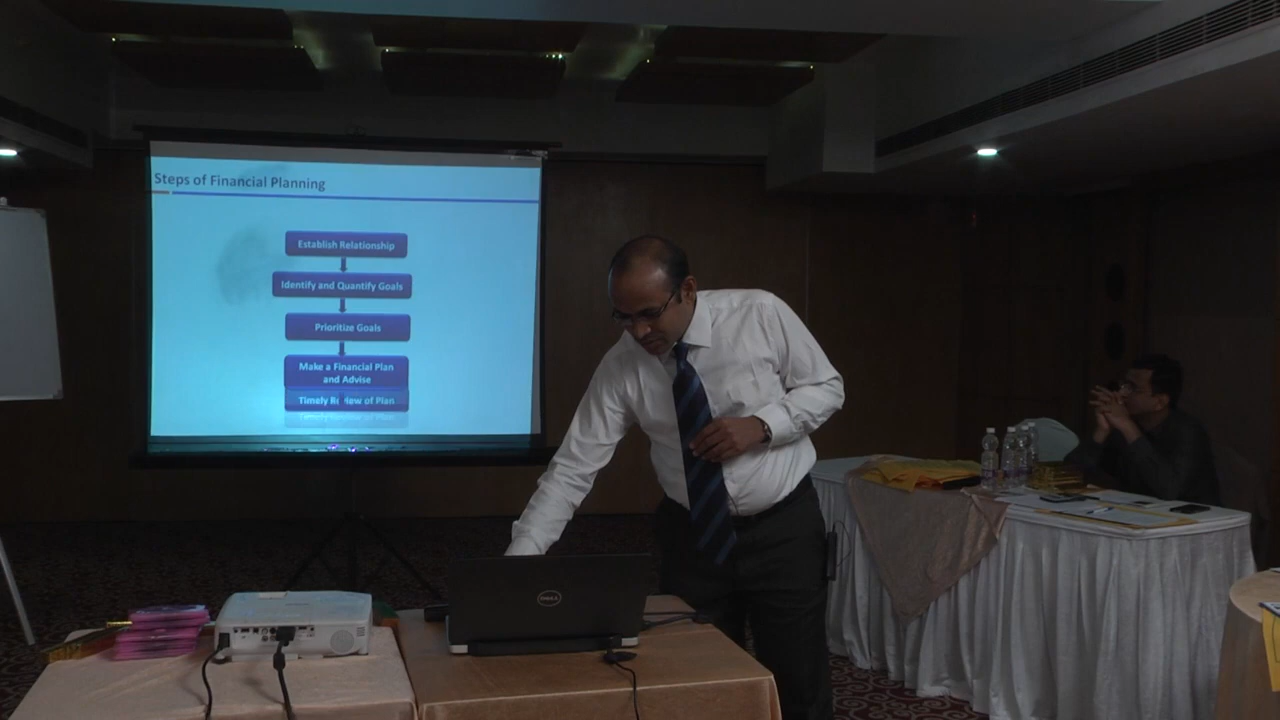 Steps of Financial Planning
Establish Relationship
Identify and Quantify Goals
Prioritize Goals
Make a Financial Plan
and Advise
Timely Review of Plan
DELL